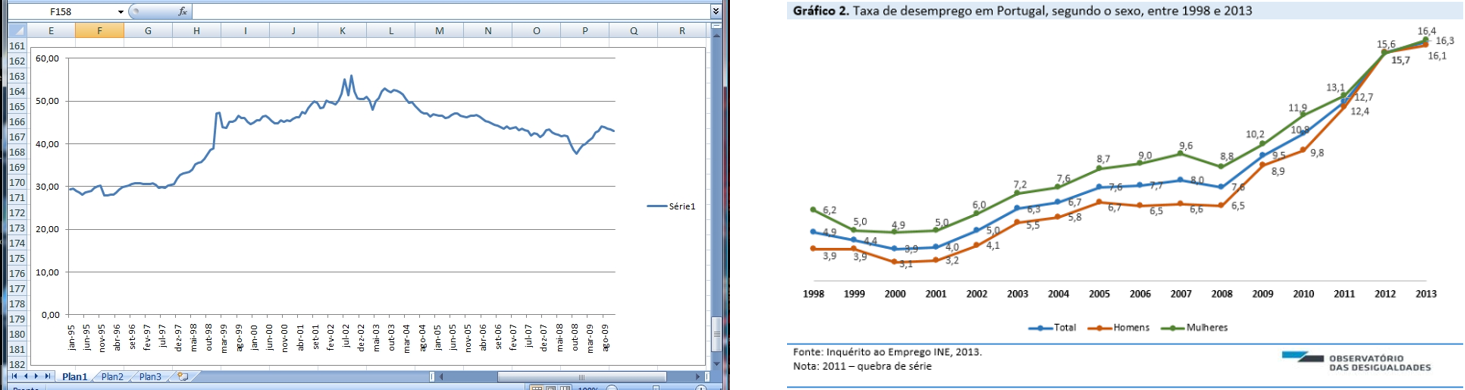 F158
fx
E F G H I J K L M N O P Q R
161
162
163
164
165
166
167
168
169
170
171
172
173
174
175
176
177
178
179
180
181
182
60,00
50,00
40,00
30,00
20,00
10,00
0,00
Série1
jan-95 jun-95 nov-95 abr-96 set-96 fev-97 jul-97 dez-97 mai-98 out-98 mar-99 ago-99 jan-00 jun-00 nov-00 abr-01 set-01 fev-02 jul-02 dez-02 mai-03 out-03 mar-04 ago-04 jan-05 jun-05 nov-05 abr-06 set-06 fev-07 jul-07 dez-07 mai-08 out-08 mar-09 ago-09
Plan1 Plan2 Plan3
Pronto 100%
Gráfico 2. Taxa de desemprego em Portugal, segundo o sexo, entre 1998 e 2013
6,2 5,0 4,9 5,0 6,0 7,2 7,6 8,7 9,0 9,6 8,8 10,2 11,9 13,1 15,6 16,4
4,9 4,4 3,9 4,0 5,0 6,3 6,7 7,6 7,7 8,0 7,6 9,5 10,8 12,7 15,7 16,3
3,9 3,9 3,1 3,2 4,1 5,5 5,8 6,7 6,5 6,6 6,5 8,9 9,8 12,4 16,1
1998 1999 2000 2001 2002 2003 2004 2005 2006 2007 2008 2009 2010 2011 2012 2013
Total Homens Mulheres
Fonte: Inquérito ao Emprego INE, 2013.
Nota: 2011 – quebra de série
OBSERVATÓRIO
DAS DESIGUALDADES